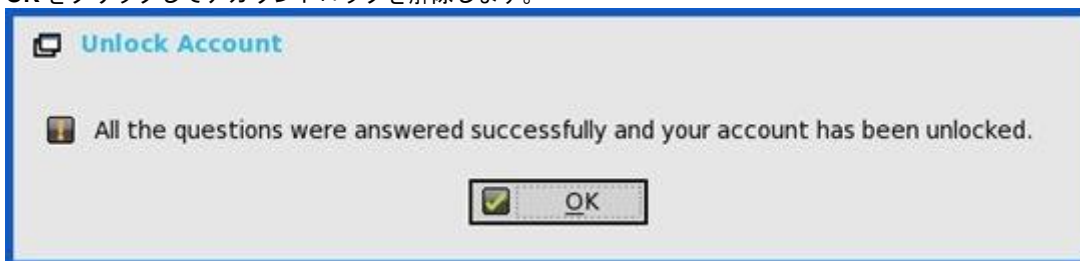 OK をクリックしてアカウントロックを解除します。
Unlock Account
All the questions were answered successfully and your account has been unlocked.
OK